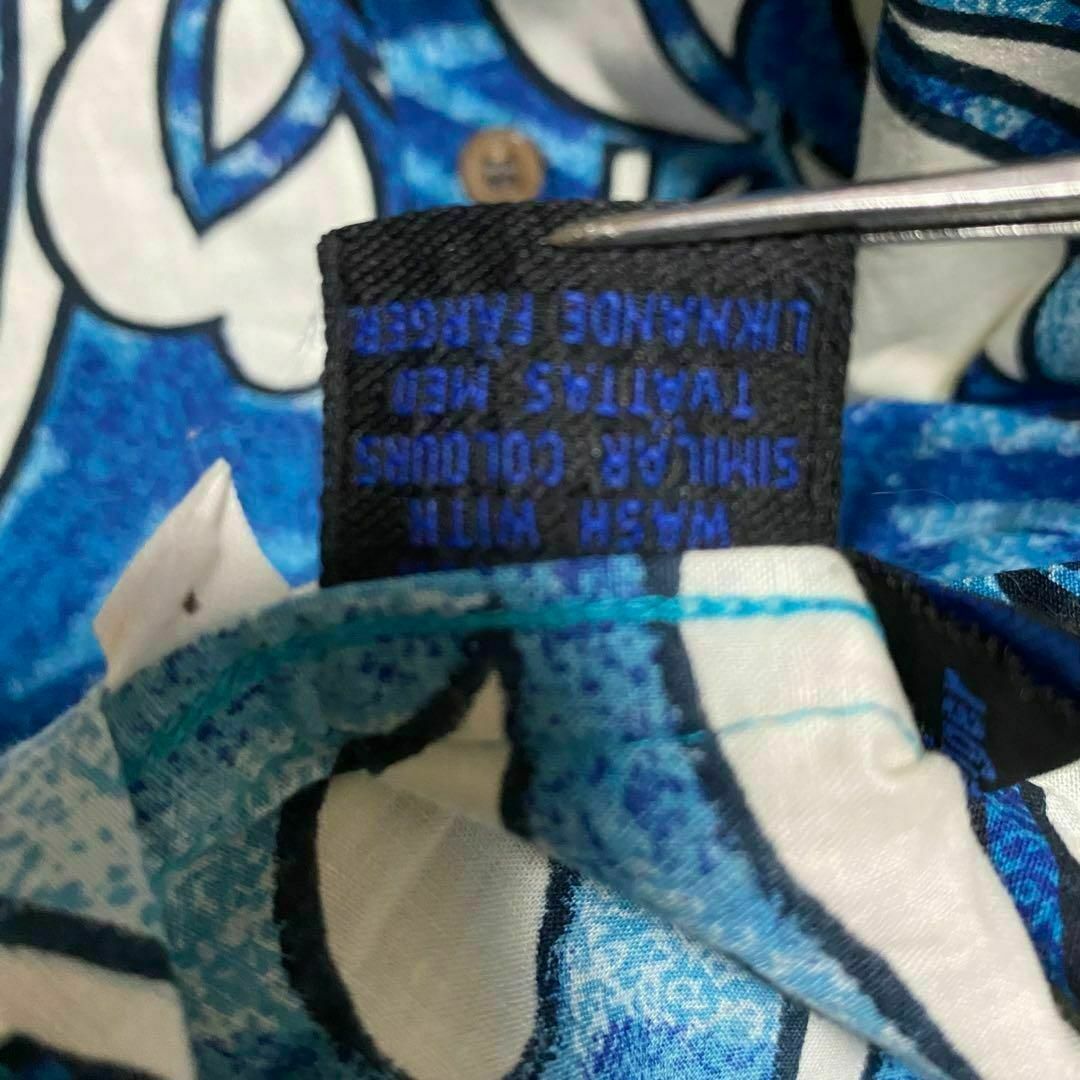 WASH WITH
SIMILAR COLOURS
TVÄTTAS MED
LIKNANDE FÄRGER